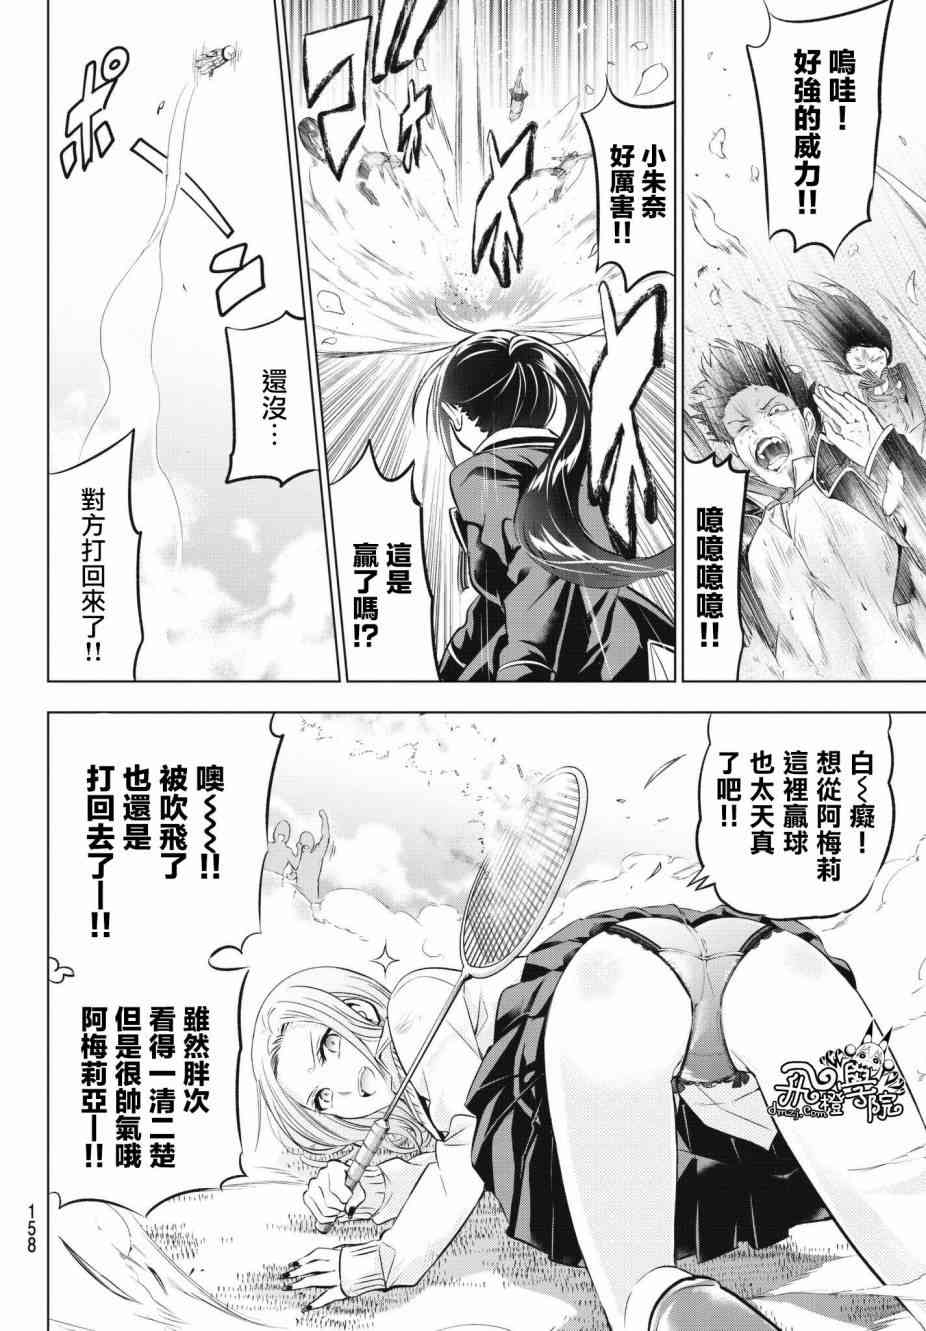 嗚哇！
好強的威力!!
噫噫噫噫!!
小朱奈
好厲害!!
這是
贏了嗎!?
還沒…
對方打回來了!!
ポーン
白～癡！
想從阿梅莉
這裡贏球
也太天真
了吧!!
噢～～～!!
被吹飛了
也還是
打回去了ー!!
雖然胖次
看得一清二楚
但是很帥氣哦
阿梅莉亞ー!!
dmzj.com
158